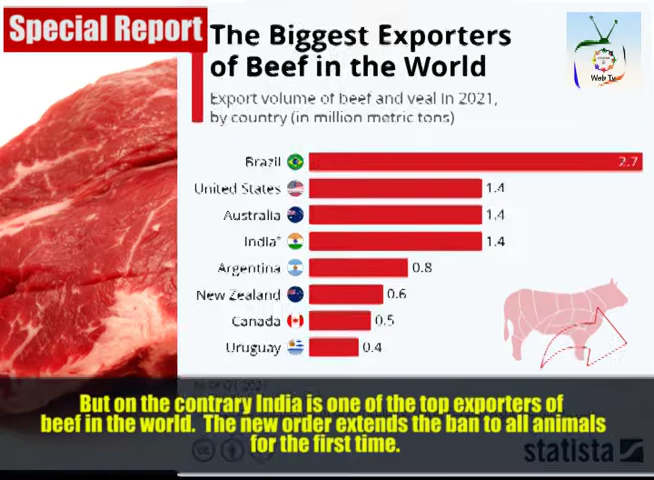 Special Report
The Biggest Exporters
of Beef in the World
Export volume of beef and veal in 2021,
by country (in million metric tons)
Web Tv
Brazil 2.7
United States 1.4
Australia 1.4
India* 1.4
Argentina 0.8
New Zealand 0.6
Canada 0.5
Uruguay 0.4
But on the contrary India is one of the top exporters of
beef in the world. The new order extends the ban to all animals
for the first time.
statista